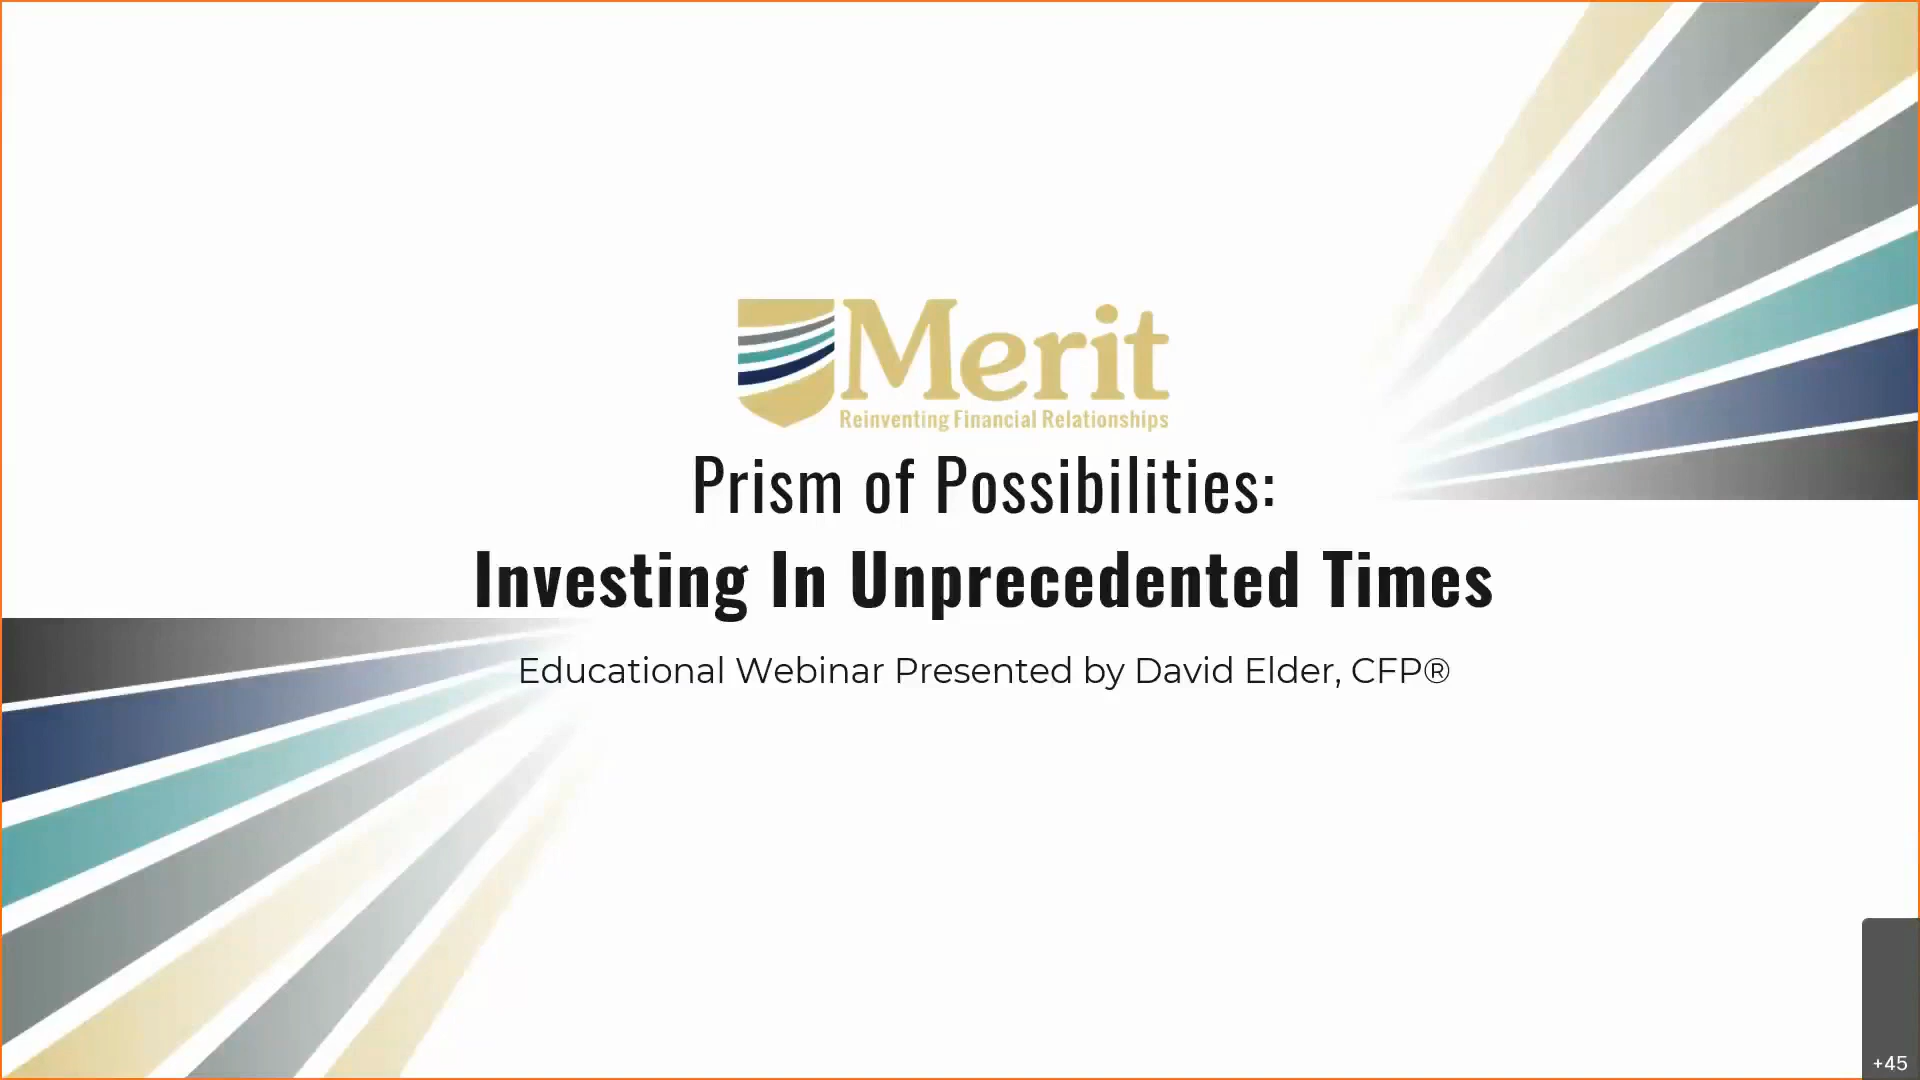 Merit
Reinventing Financial Relationships
Prism of Possibilities:
Investing In Unprecedented Times
Educational Webinar Presented by David Elder, CFP®
+45